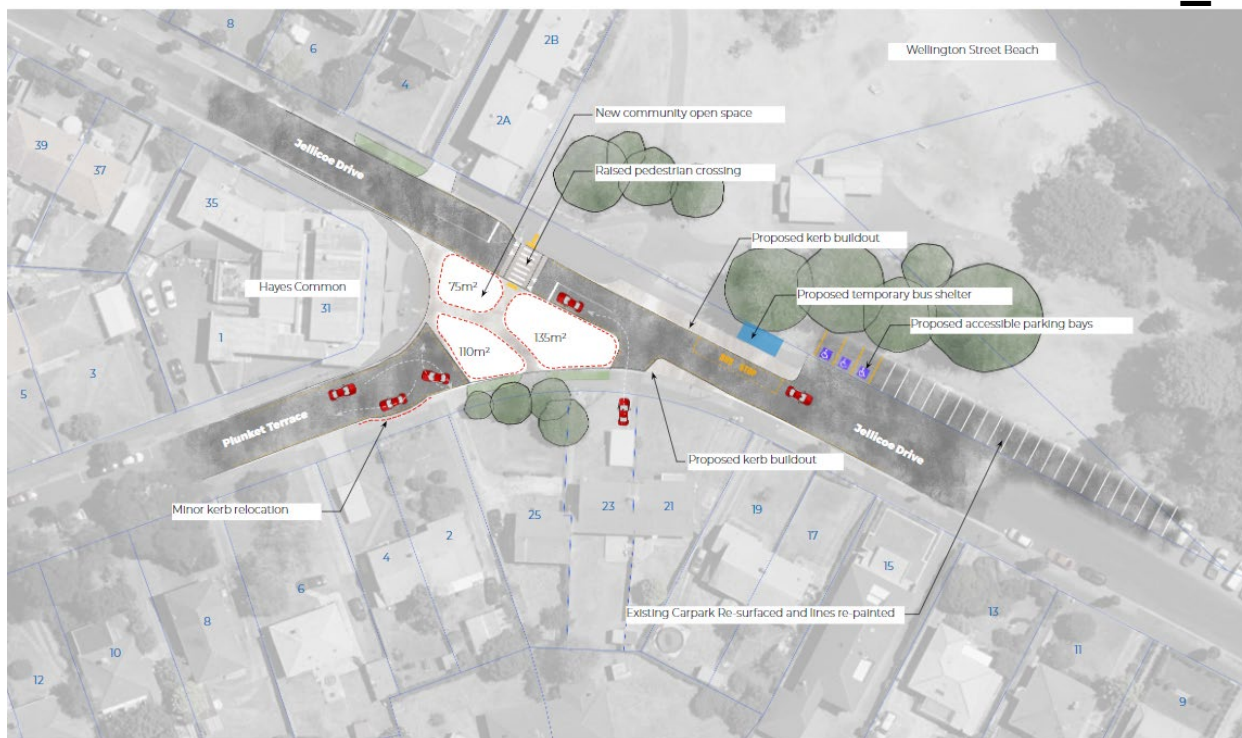 Wellington Street Beach
8
6
4
2B
2A
New community open space
Jellicoe Drive
Raised pedestrian crossing
39
37
35
Proposed kerb buildout
Hayes Common
31
75m²
Proposed temporary bus shelter
1
135m²
Proposed accessible parking bays
110m²
BUS STOP
3
5
Plunket Terrace
Jellicoe Drive
Proposed kerb buildout
Minor kerb relocation
25
23
21
19
17
15
2
4
6
8
10
12
Existing Carpark Re-surfaced and lines re-painted
13
11
9